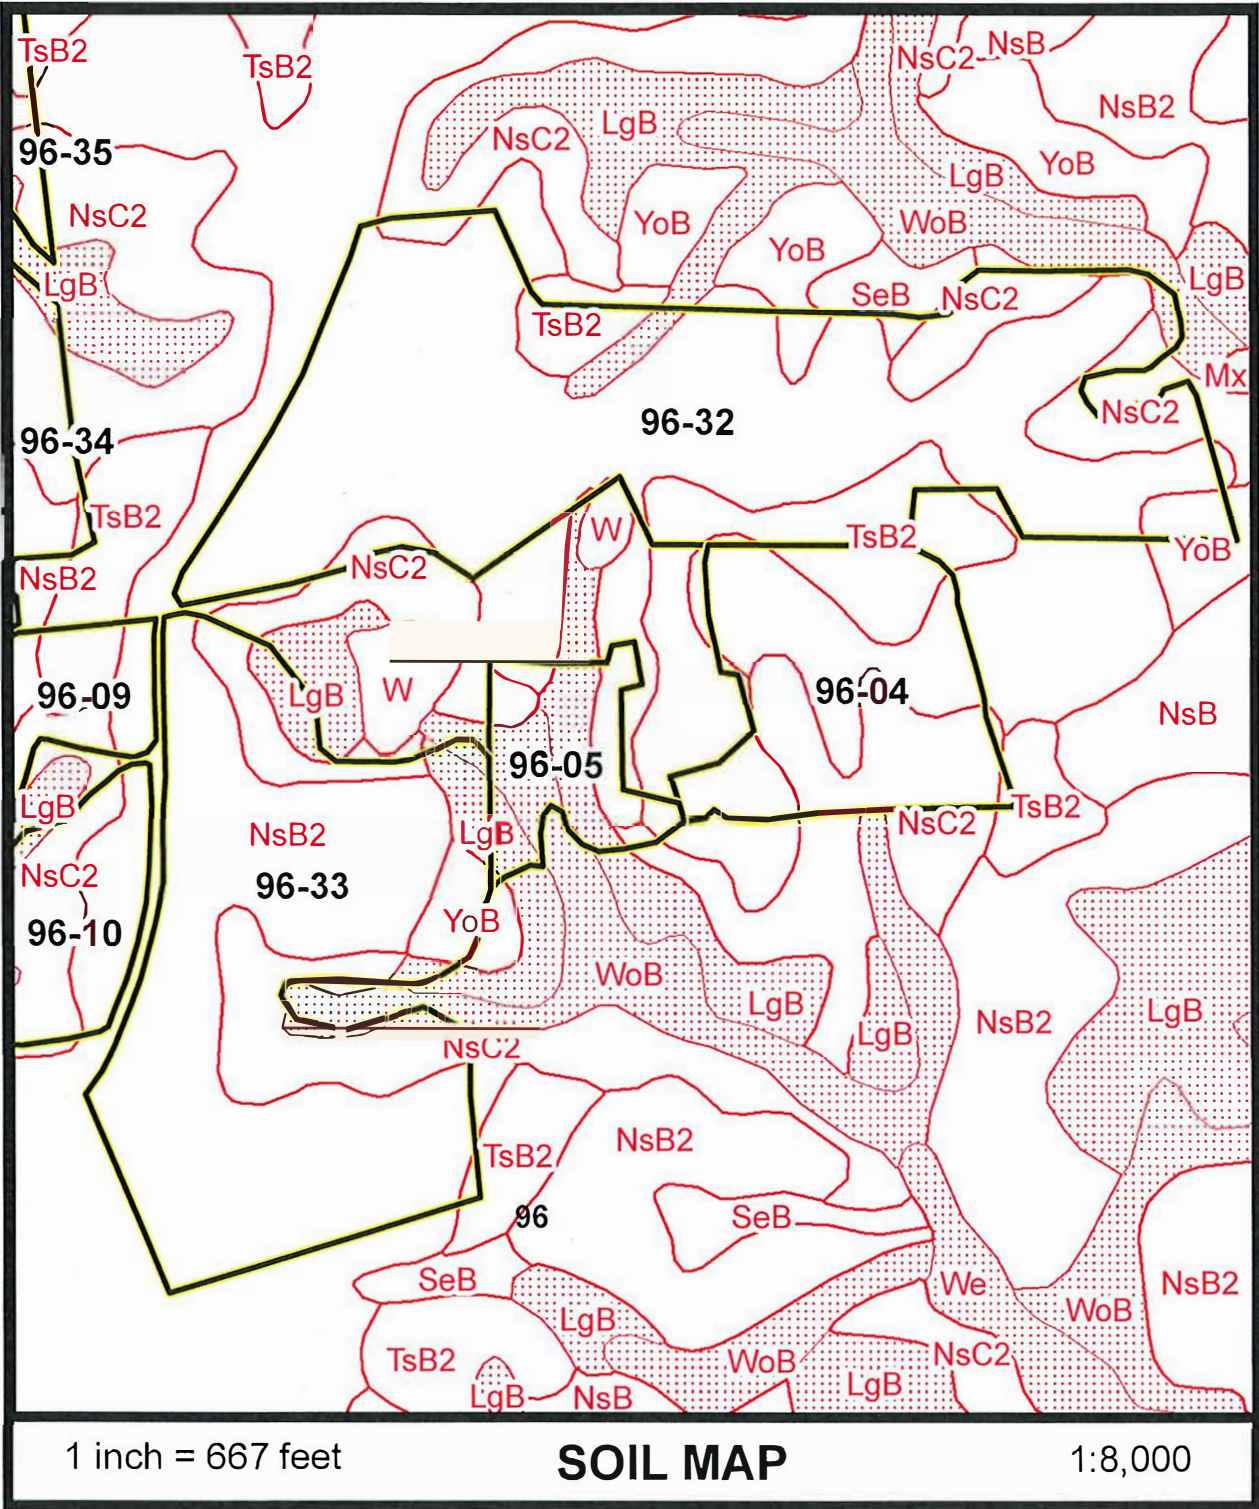 TsB2
TsB2
NsC2 NsB
NsB2
96-35
NsC2
LgB
YoB
LgB
NsC2
YoB
WoB
YoB
LgB
LgB
SeB
NsC2
TsB2
Mx
NsC2
96-32
96-34
TsB2
W
TsB2
YoB
NsB2
NsC2
96-09
LgB
W
96-04
NsB
96-05
LgB
NsB2
LgB
NsC2
TsB2
NsC2
96-33
96-10
YoB
WoB
LgB
LgB
NsB2
LgB
NsC2
TsB2
NsB2
96
SeB
SeB
We
NsB2
LgB
WoB
TsB2
WoB
NsC2
LgB
NsB
LgB
1 inch = 667 feet
SOIL MAP
1:8,000